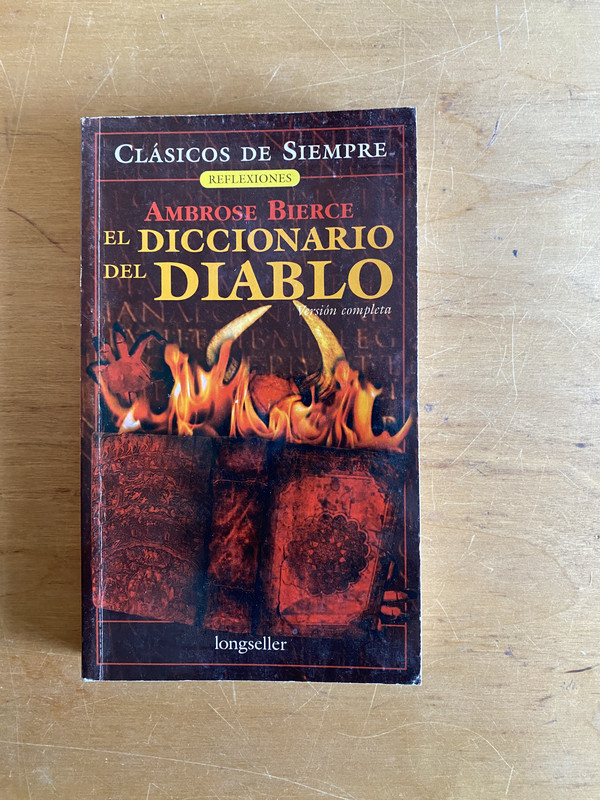 CLÁSICOS DE SIEMPRE
REFLEXIONES
AMBROSE BIERCE
EL DICCIONARIO
DEL DIABLO
Versión completa
longseller